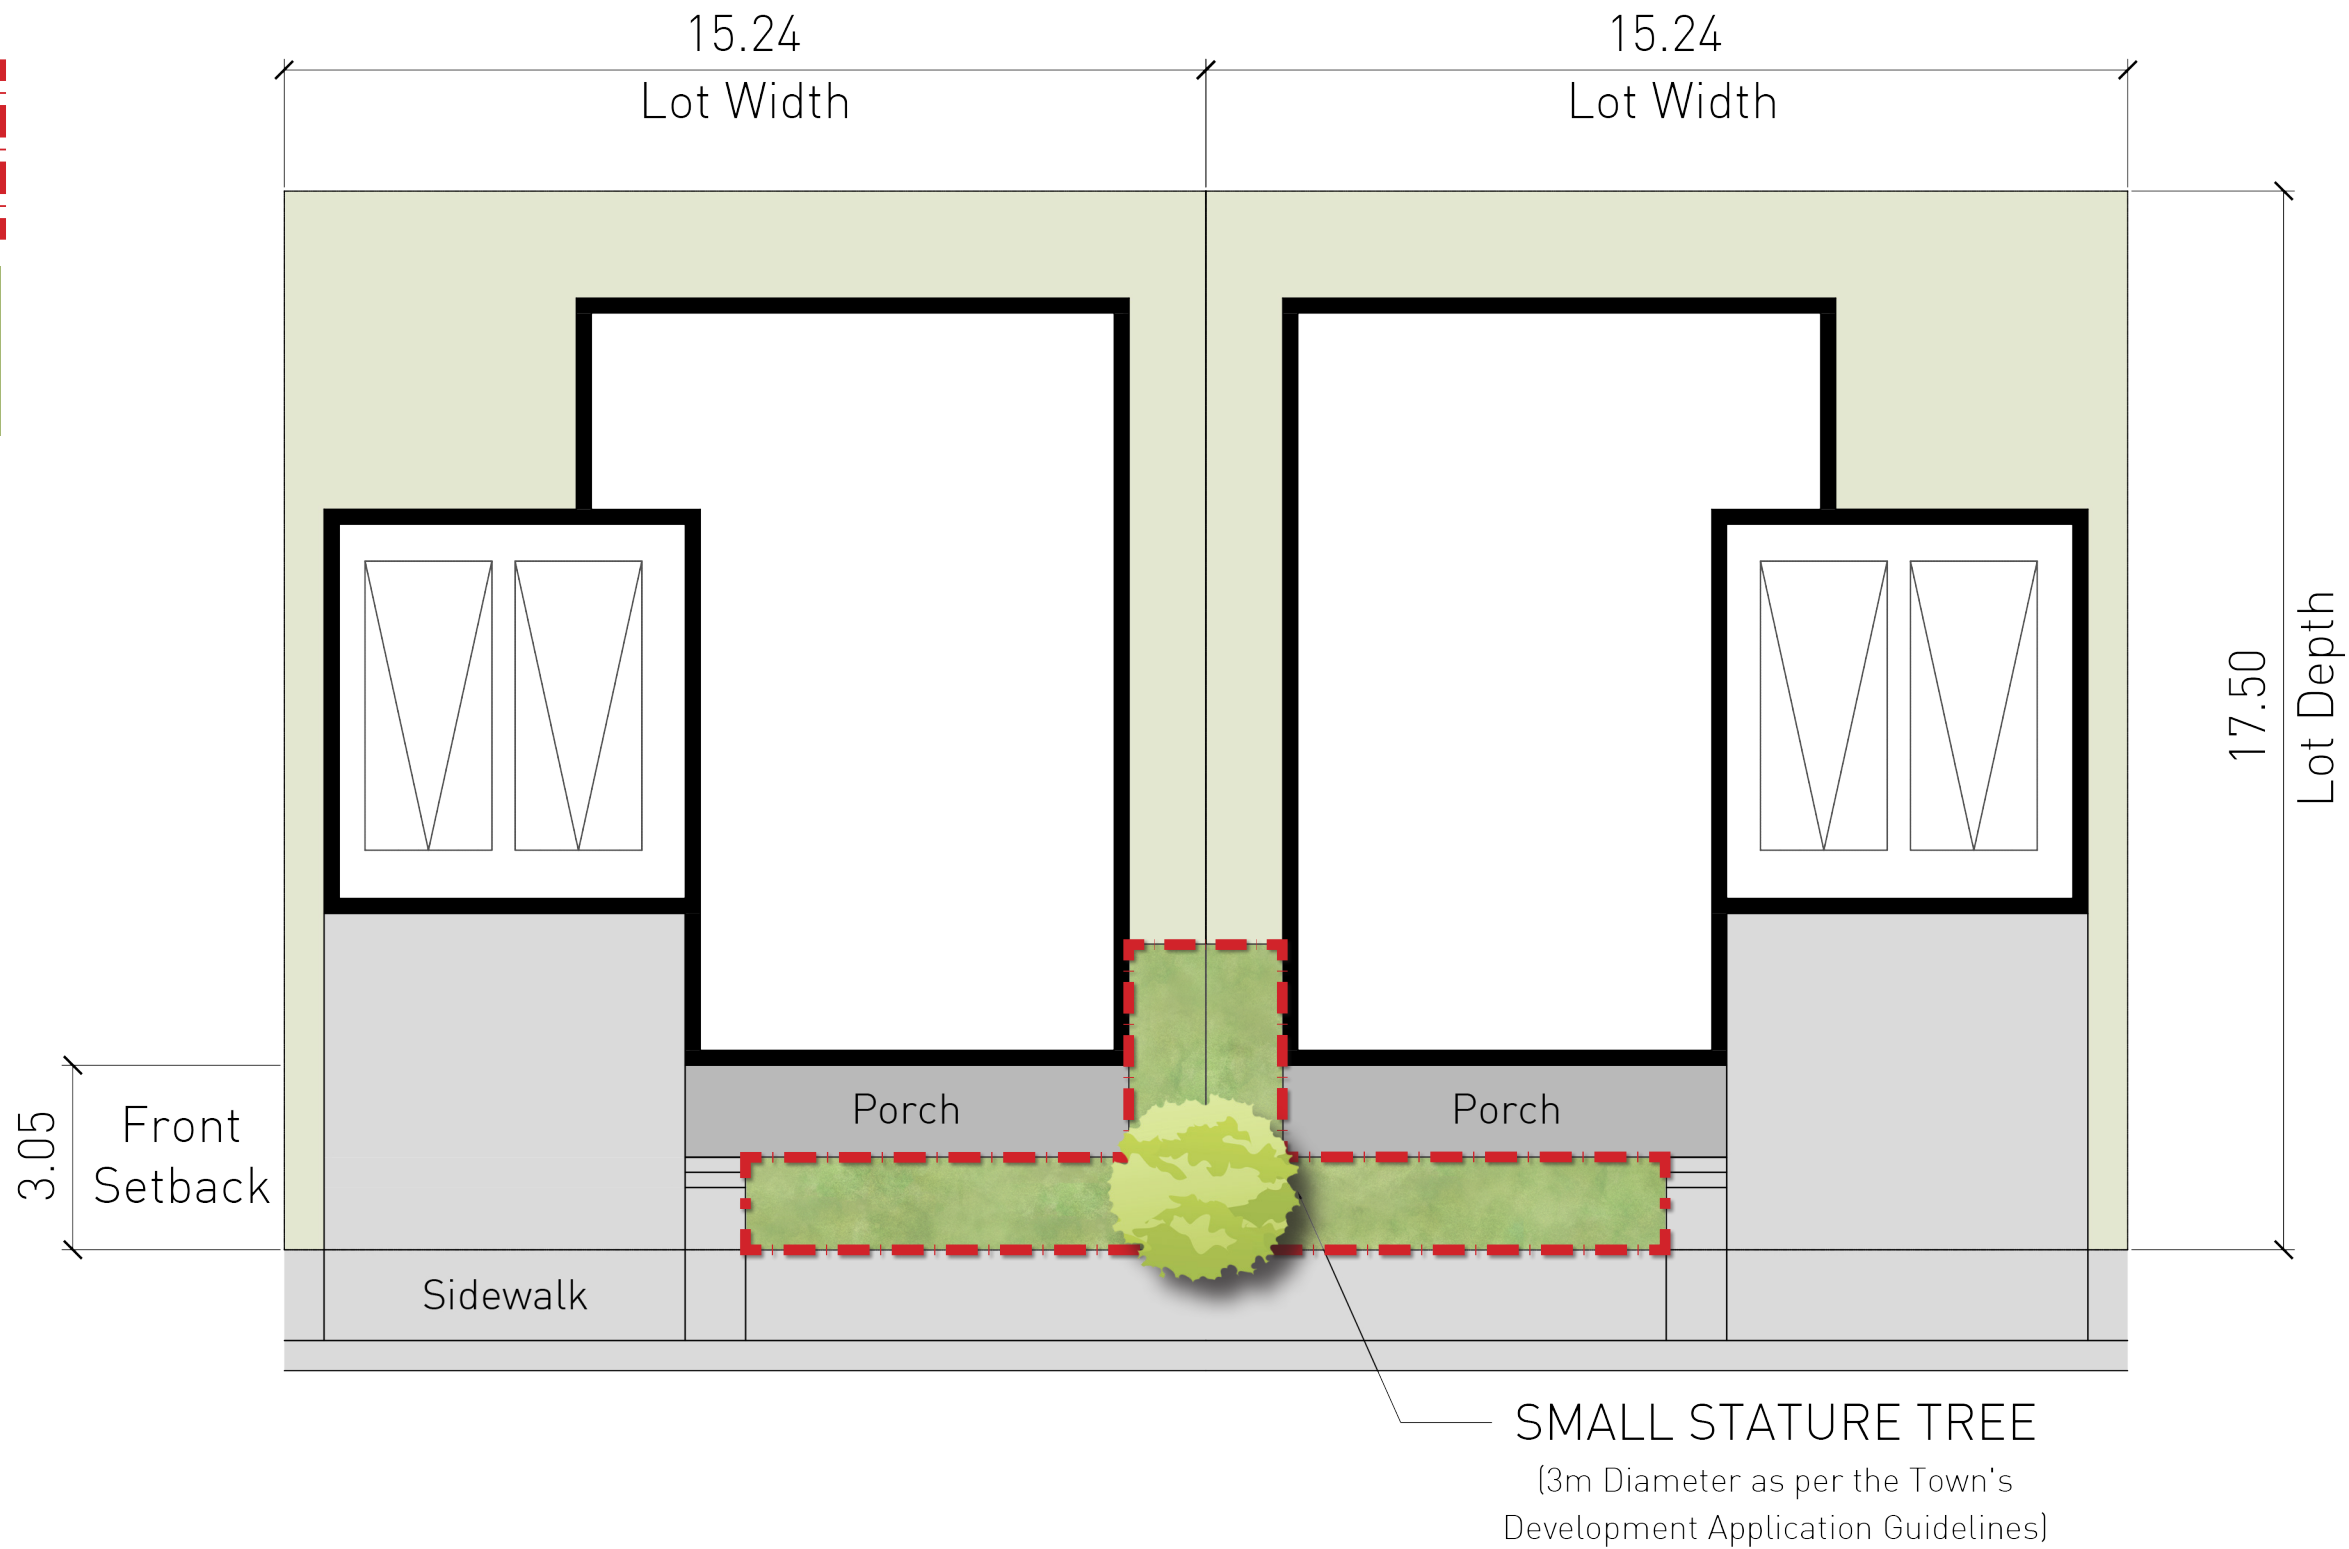 15.24
15.24
Lot Width
Lot Width
17.50
Lot Depth
3.05
Front
Setback
Porch
Porch
Sidewalk
SMALL STATURE TREE
(3m Diameter as per the Town's
Development Application Guidelines)